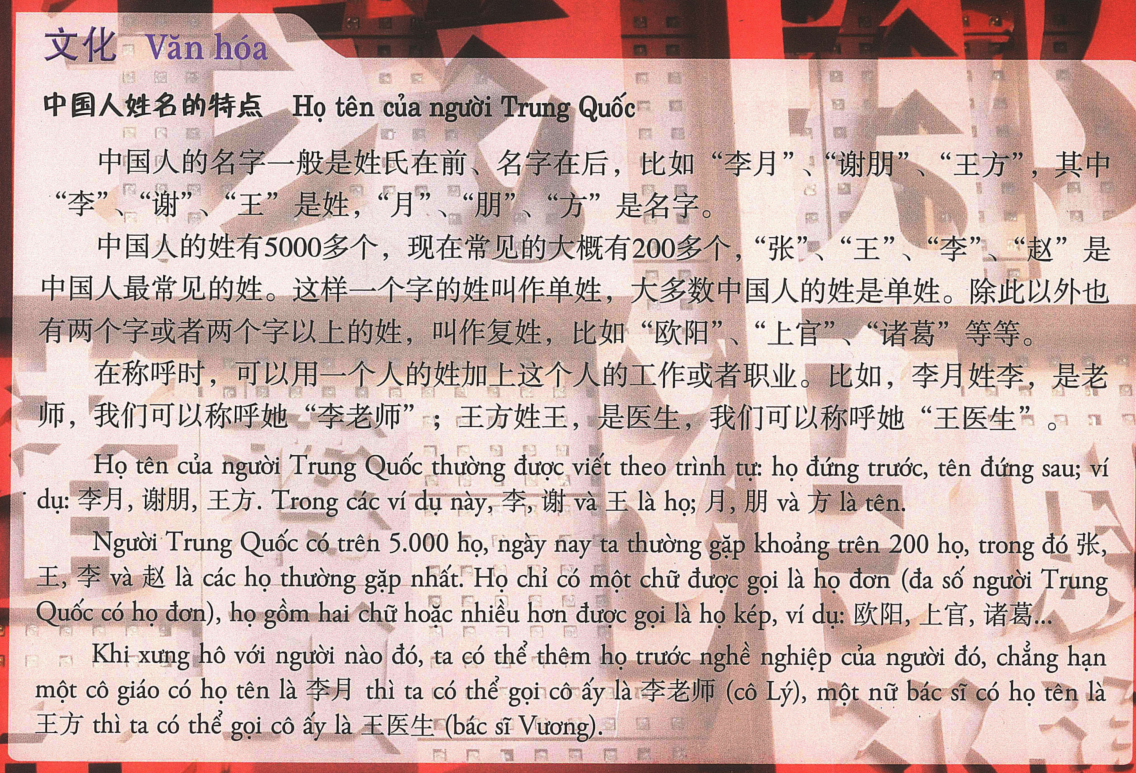 文化 Văn hóa
中国人姓名的特点 Họ tên của người Trung Quốc
中国人的名字一般是姓氏在前、名字在后，比如“李月”、“谢朋”、“王方”，其中
“李”、“谢”、“王”是姓，“月”、“朋”、“方”是名字。
中国人的姓有5000多个，现在常见的大概有200多个，“张”、“王”、“李”、“赵”是
中国人最常见的姓。这样一个字的姓叫作单姓，大多数中国人的姓是单姓。除此以外也
有两个字或者两个字以上的姓，叫作复姓，比如“欧阳”、“上官”、“诸葛”等等。
在称呼时，可以用一个人的姓加上这个人的工作或者职业。比如，李月姓李，是老
师，我们可以称呼她“李老师”；王方姓王，是医生，我们可以称呼她“王医生”。
Họ tên của người Trung Quốc thường được viết theo trình tự: họ đứng trước, tên đứng sau; ví
dụ: 李月, 谢朋, 王方. Trong các ví dụ này, 李, 谢 và 王 là họ; 月, 朋 và 方 là tên.
Người Trung Quốc có trên 5.000 họ, ngày nay ta thường gặp khoảng trên 200 họ, trong đó 张,
王, 李 và 赵 là các họ thường gặp nhất. Họ chỉ có một chữ được gọi là họ đơn (đa số người Trung
Quốc có họ đơn), họ gồm hai chữ hoặc nhiều hơn được gọi là họ kép, ví dụ: 欧阳, 上官, 诸葛...
Khi xưng hô với người nào đó, ta có thể thêm họ trước nghề nghiệp của người đó, chẳng hạn
một cô giáo có họ tên là 李月 thì ta có thể gọi cô ấy là 李老师 (cô Lý), một nữ bác sĩ có họ tên là
王方 thì ta có thể gọi cô ấy là 王医生 (bác sĩ Vương).